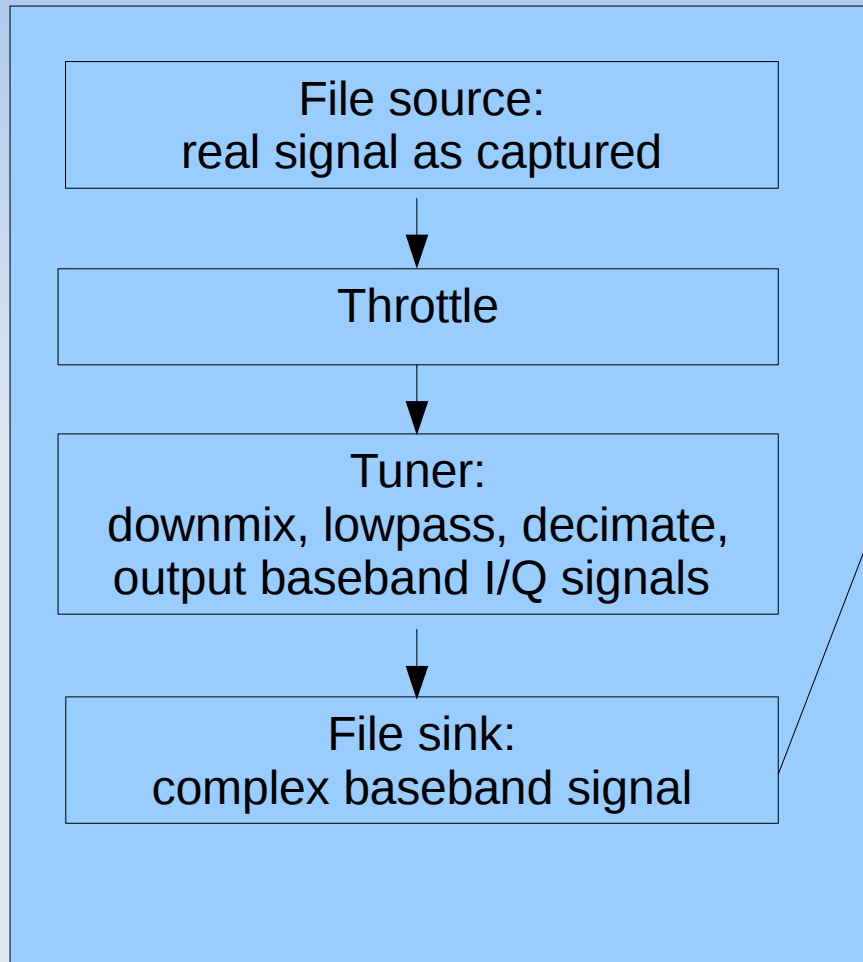 File source:
real signal as captured
Throttle
Tuner:
downmix, lowpass, decimate,
output baseband I/Q signals
File sink:
complex baseband signal